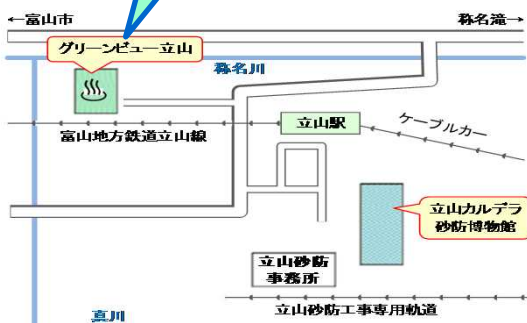 ←富山市
称名滝→
グリーンビュー立山
称名川
富山地方鉄道立山線
立山駅
ケーブルカー
立山カルデラ
砂防博物館
立山砂防
事務所
立山砂防工事専用軌道
真川